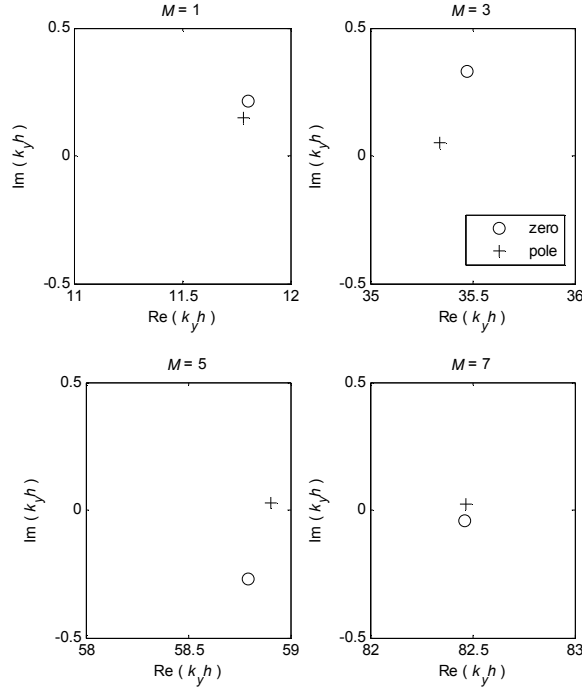 M = 1
0.5
0
-0.5
Im ( k_y h )
11
11.5
12
Re ( k_y h )
M = 3
0.5
0
-0.5
Im ( k_y h )
zero
pole
35
35.5
36
Re ( k_y h )
M = 5
0.5
0
-0.5
Im ( k_y h )
58
58.5
59
Re ( k_y h )
M = 7
0.5
0
-0.5
Im ( k_y h )
82
82.5
83
Re ( k_y h )